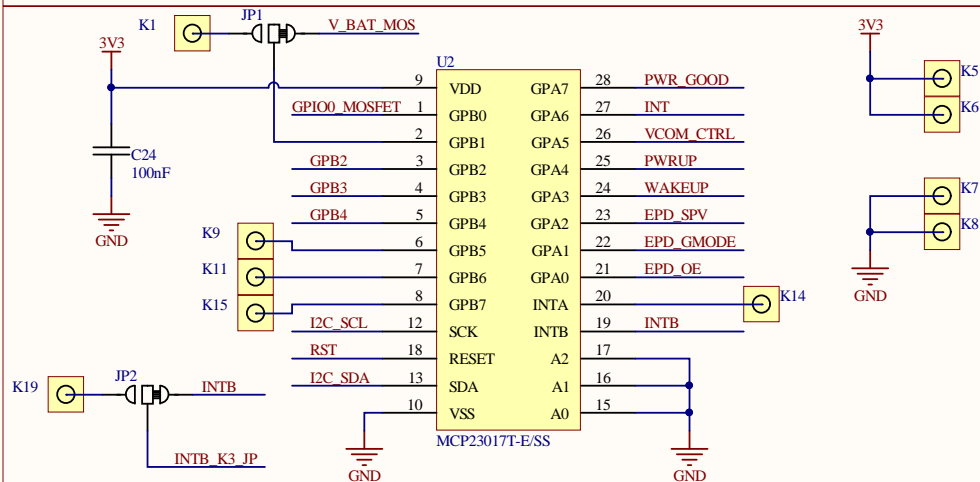 K1
JP1
V_BAT_MOS
3V3
3V3
U2
K5
K6
9 VDD GPA7 28 PWR_GOOD
GPIO0_MOSFET 1 GPB0 GPA6 27 INT
2 GPB1 GPA5 26 VCOM_CTRL
C24
100nF
GPB2 3 GPB2 GPA4 25 PWRUP
GPB3 4 GPB3 GPA3 24 WAKEUP
K7
GPB4 5 GPB4 GPA2 23 EPD_SPV
K8
GND
K9
6 GPB5 GPA1 22 EPD_GMODE
K11
7 GPB6 GPA0 21 EPD_OE
GND
K15
8 GPB7 INTA 20 K14
I2C_SCL 12 SCK INTB 19 INTB
RST 18 RESET A2 17
I2C_SDA 13 SDA A1 16
K19
JP2
INTB
10 VSS A0 15
MCP23017T-E/SS
INTB_K3_JP
GND
GND